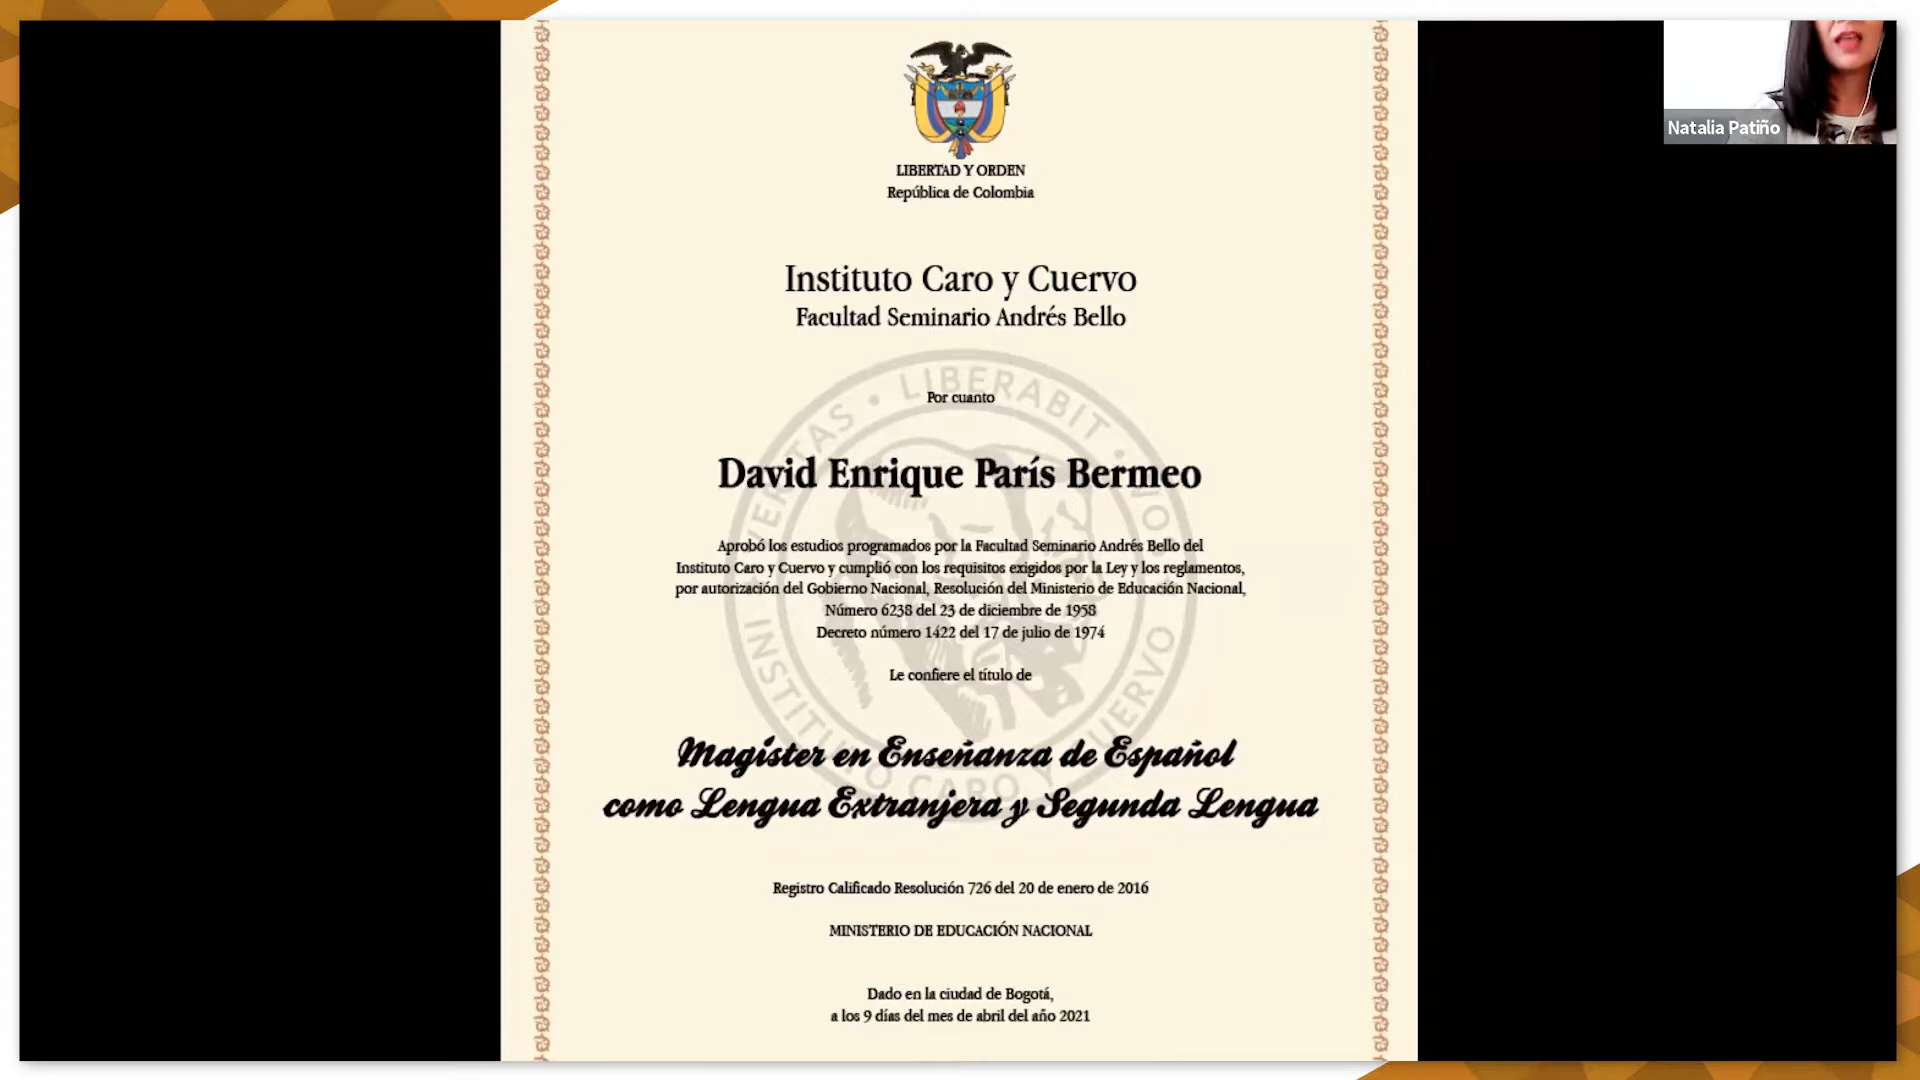 LIBERTAD Y ORDEN
República de Colombia
Instituto Caro y Cuervo
Facultad Seminario Andrés Bello
Por cuanto
David Enrique París Bermeo
Aprobó los estudios programados por la Facultad Seminario Andrés Bello del
Instituto Caro y Cuervo y cumplió con los requisitos exigidos por la Ley y los reglamentos,
por autorización del Gobierno Nacional, Resolución del Ministerio de Educación Nacional,
Número 6238 del 23 de diciembre de 1958
Decreto número 1422 del 17 de julio de 1974
Le confiere el título de
Magíster en Enseñanza de Español
como Lengua Extranjera y Segunda Lengua
Registro Calificado Resolución 726 del 20 de enero de 2016
MINISTERIO DE EDUCACIÓN NACIONAL
Dado en la ciudad de Bogotá,
a los 9 días del mes de abril del año 2021
LIBERABIT
INSTITUTO CARO Y CUERVO
Natalia Patiño